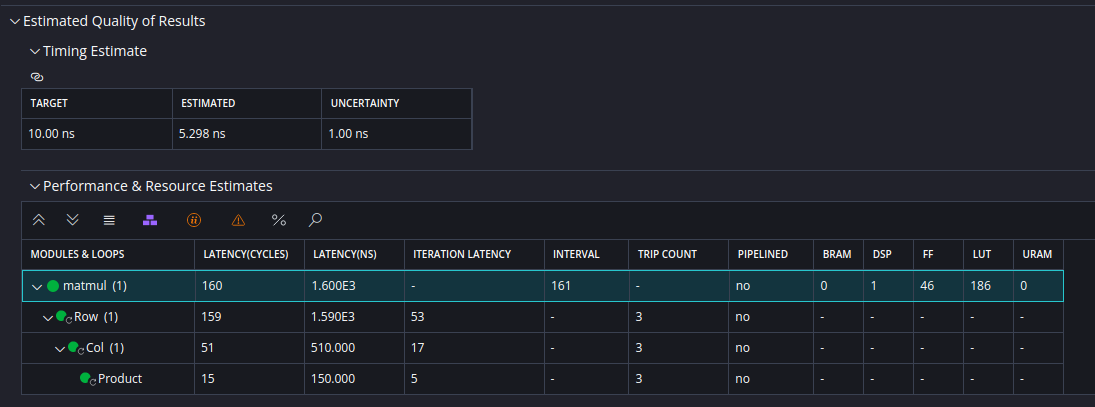 Estimated Quality of Results
Timing Estimate
TARGET ESTIMATED UNCERTAINTY
10.00 ns 5.298 ns 1.00 ns
Performance & Resource Estimates
%
MODULES & LOOPS LATENCY(CYCLES) LATENCY(NS) ITERATION LATENCY INTERVAL TRIP COUNT PIPELINED BRAM DSP FF LUT URAM
matmul (1) 160 1.600E3 - 161 - no 0 1 46 186 0
Row (1) 159 1.590E3 53 - 3 no - - - - -
Col (1) 51 510.000 17 - 3 no - - - - -
Product 15 150.000 5 - 3 no - - - - -